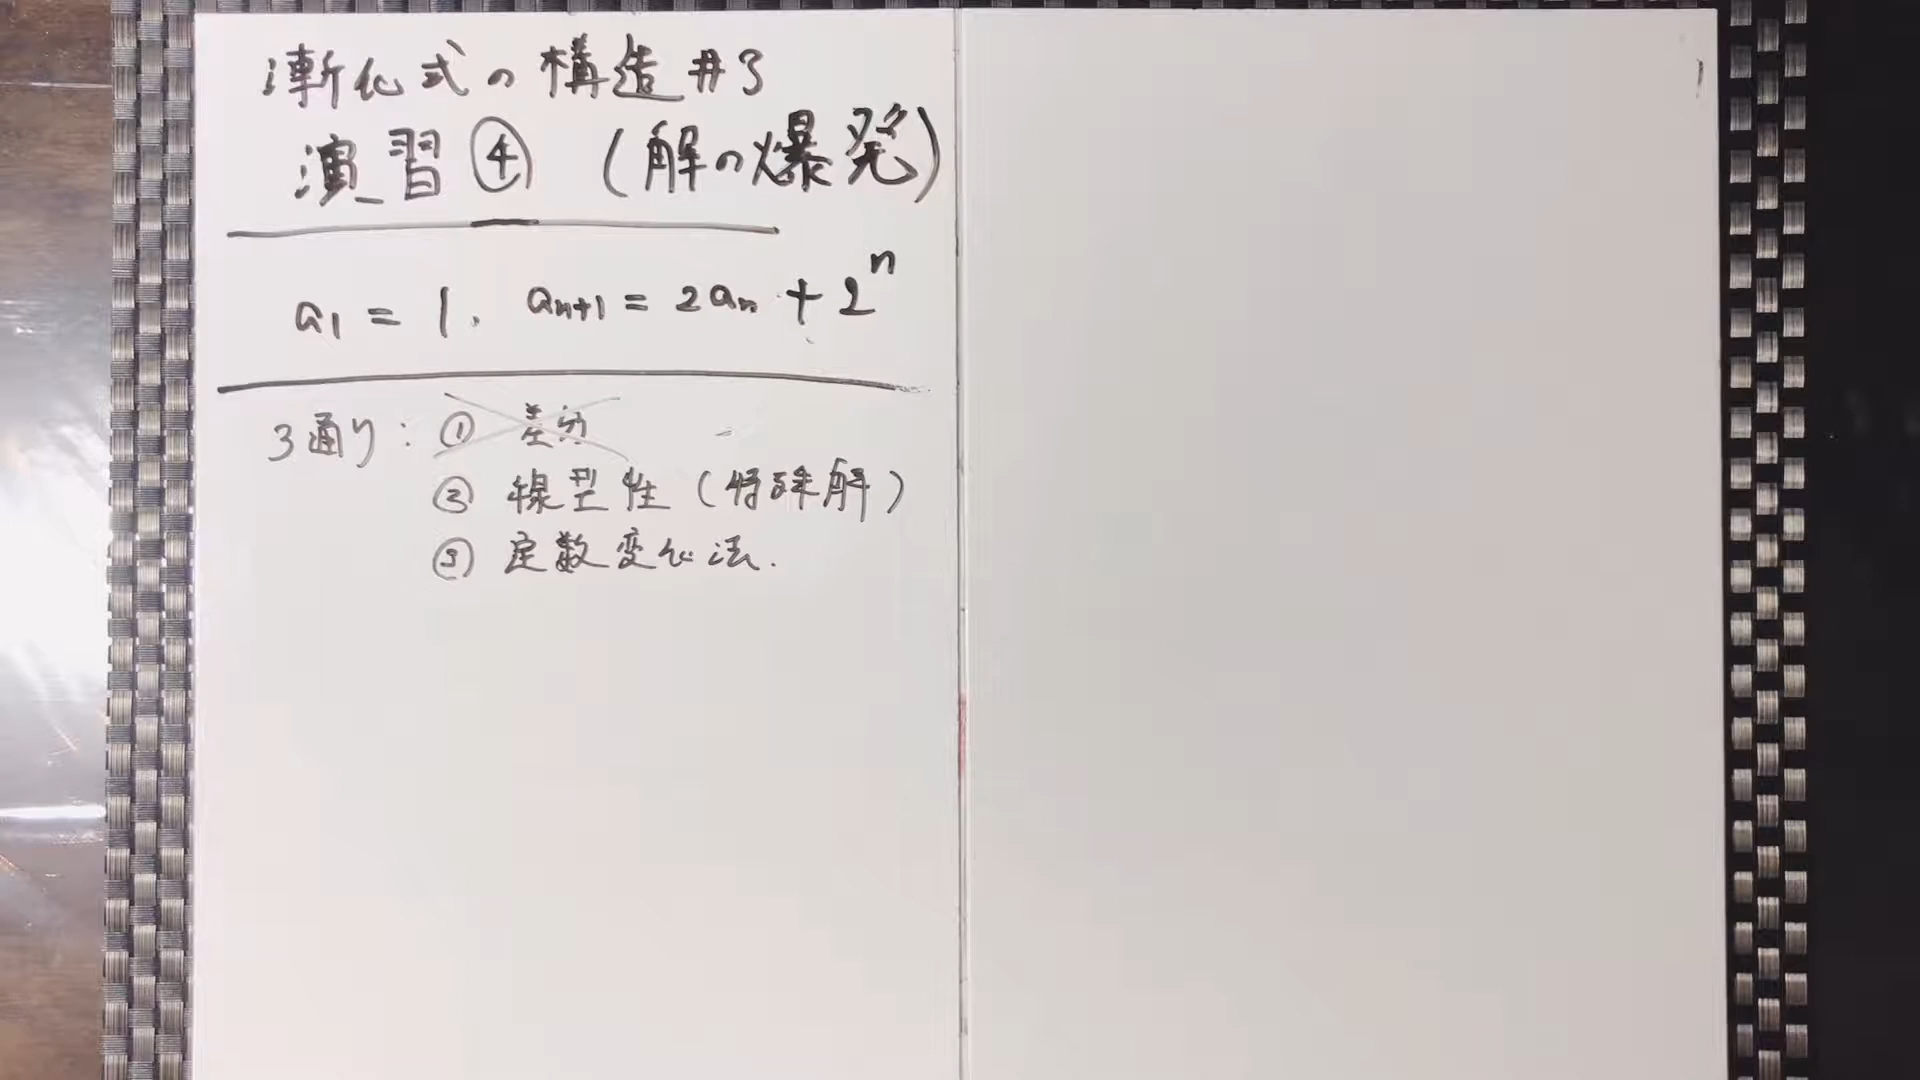 漸化式の構造#3
演習④ (解の爆発)
a₁ = 1. aₙ₊₁ = 2aₙ + 2ⁿ
3通り: ① 差分
② 線型性 (特殊解)
③ 定数変化法.